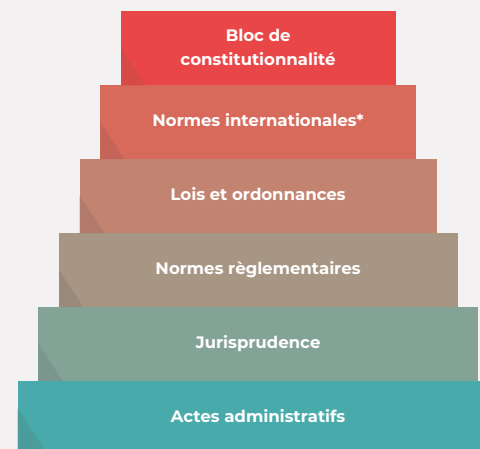 Bloc de
constitutionnalité
Normes internationales*
Lois et ordonnances
Normes règlementaires
Jurisprudence
Actes administratifs